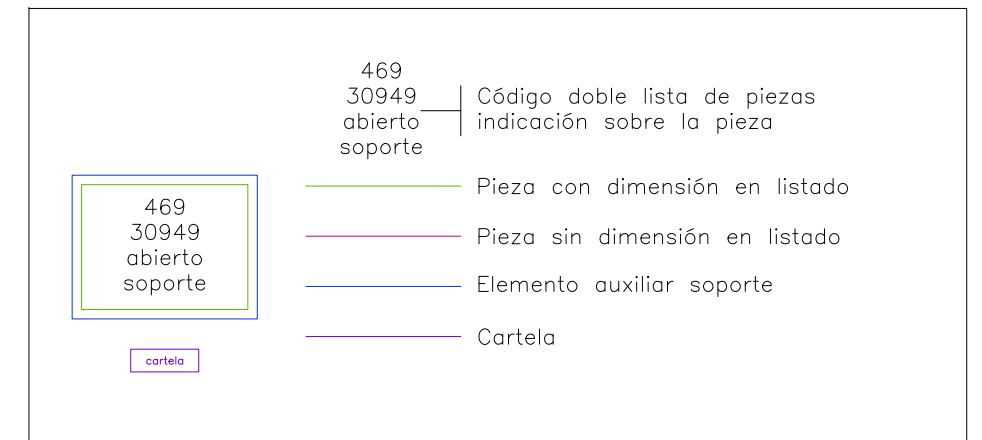 469
30949
abierto
soporte
Código doble lista de piezas
indicación sobre la pieza
Pieza con dimensión en listado
Pieza sin dimensión en listado
Elemento auxiliar soporte
Cartela
469
30949
abierto
soporte
cartela